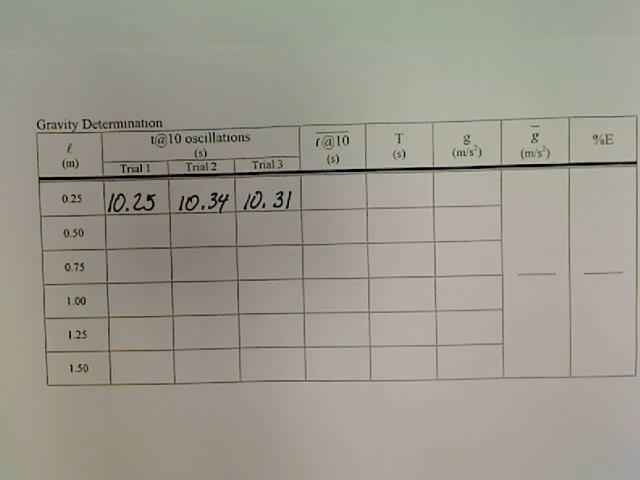 Gravity Determination
ℓ (m) t@10 oscillations (s) t@10 (s) T (s) g (m/s²) g (m/s²) %E
Trial 1 Trial 2 Trial 3
0.25 10.25 10.34 10.31
0.50
0.75
1.00
1.25
1.50